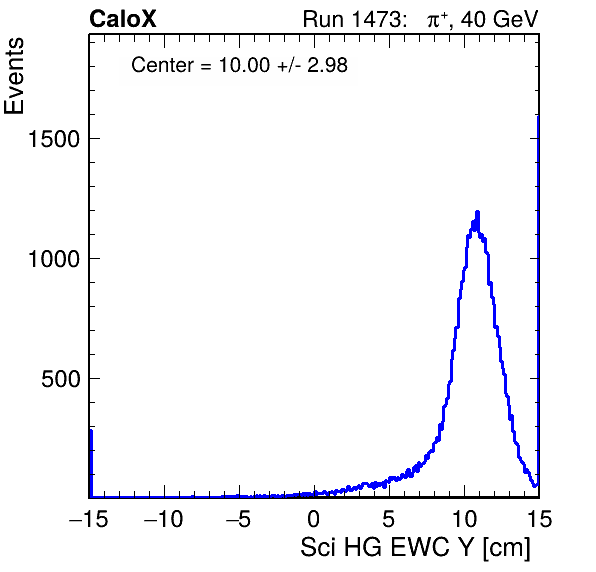 CaloX Run 1473: π⁺, 40 GeV
Events
Center = 10.00 +/- 2.98
1500
1000
500
−15 −10 −5 0 5 10 15
Sci HG EWC Y [cm]